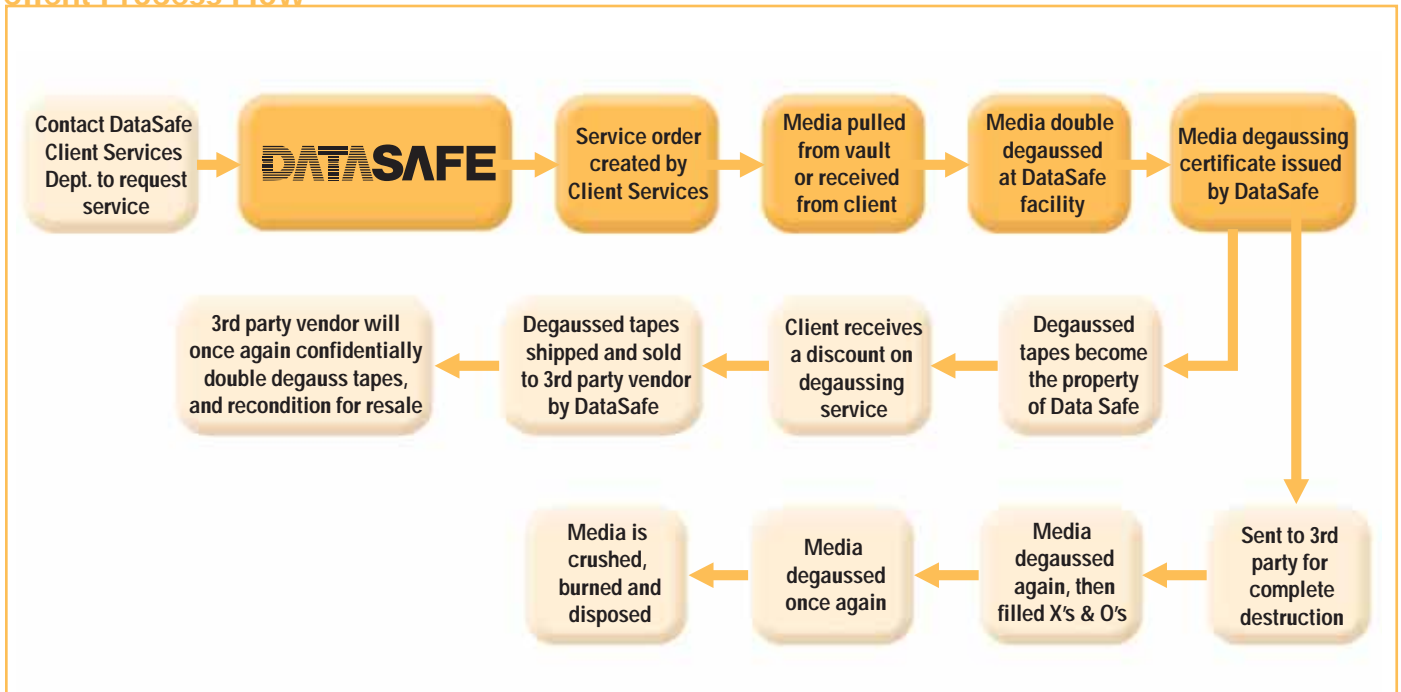 Client Process Flow
Contact DataSafe
Client Services
Dept. to request
service
DATASAFE
Service order
created by
Client Services
Media pulled
from vault
or received
from client
Media double
degaussed
at DataSafe
facility
Media degaussing
certificate issued
by DataSafe
3rd party vendor will
once again confidentially
double degauss tapes,
and recondition for resale
Degaussed tapes
shipped and sold
to 3rd party vendor
by DataSafe
Client receives
a discount on
degaussing
service
Degaussed
tapes become
the property
of Data Safe
Media is
crushed,
burned and
disposed
Media
degaussed
once again
Media
degaussed
again, then
filled X's & O's
Sent to 3rd
party for
complete
destruction